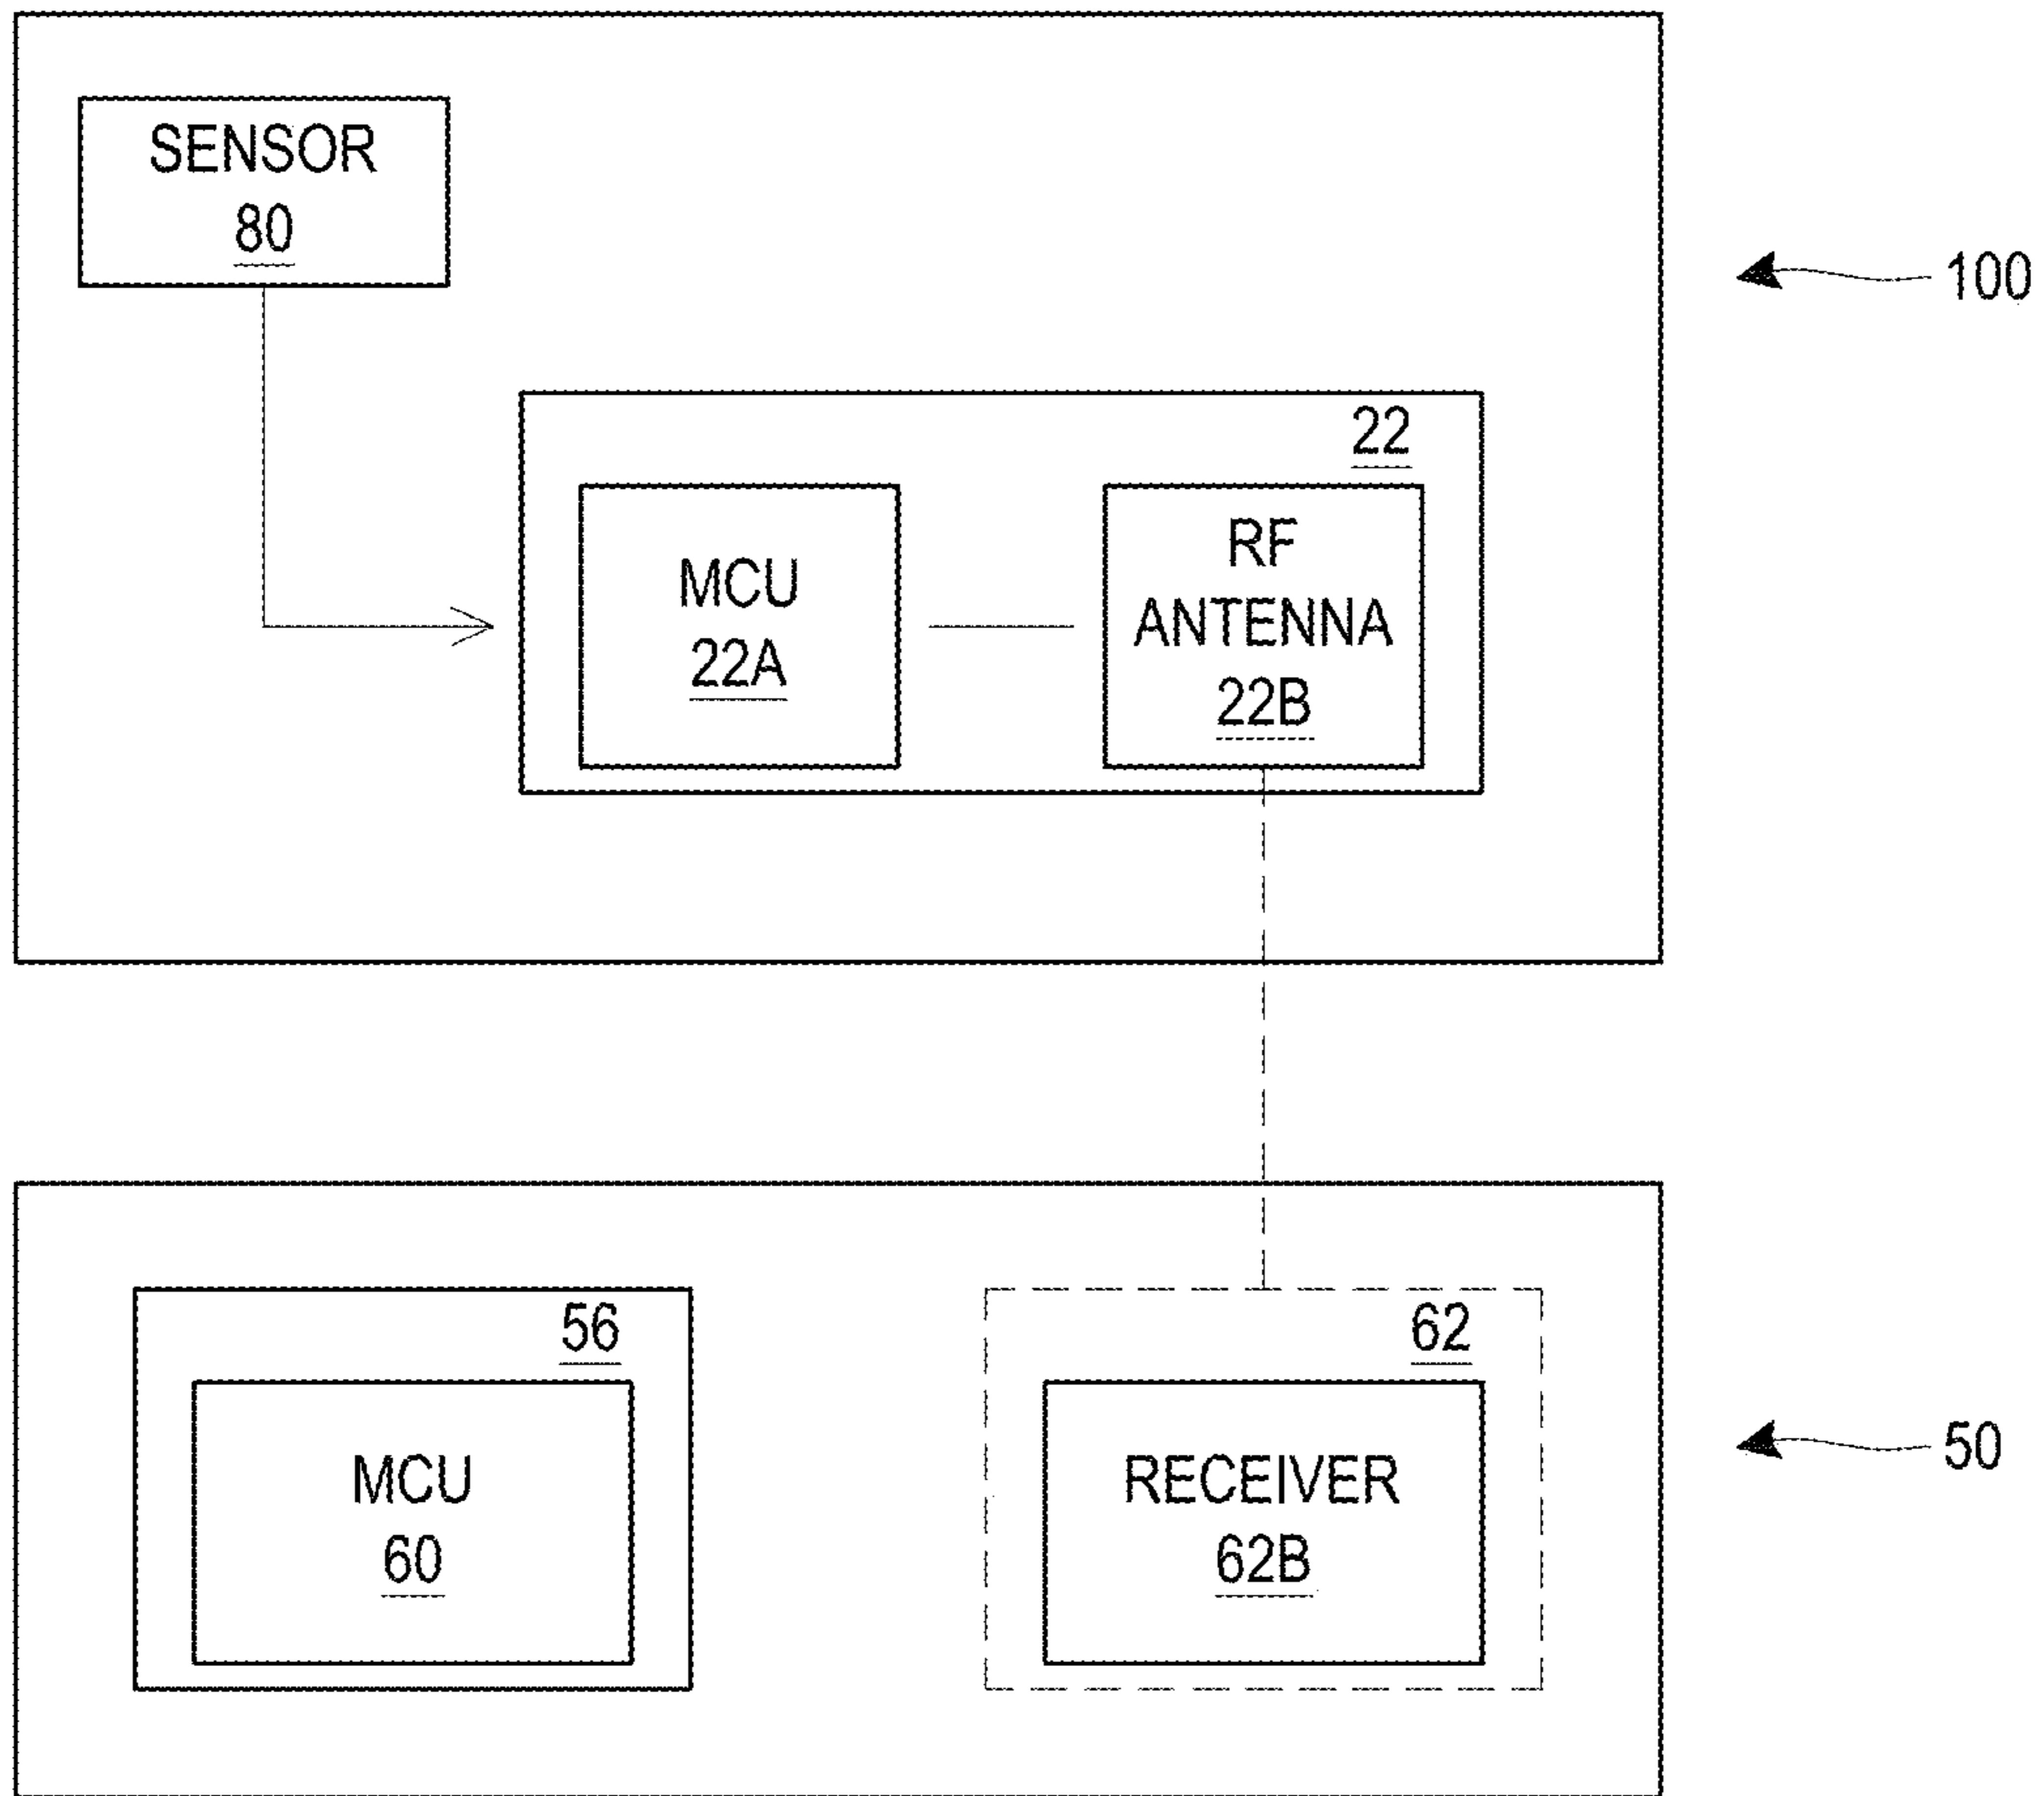 SENSOR
80
100
22
MCU
22A
RF
ANTENNA
22B
56
MCU
60
62
RECEIVER
62B
50